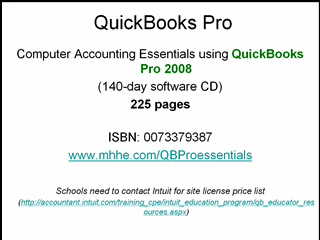 QuickBooks Pro
Computer Accounting Essentials using QuickBooks
Pro 2008
(140-day software CD)
225 pages
ISBN: 0073379387
www.mhhe.com/QBProessentials
Schools need to contact Intuit for site license price list
(http://accountant.intuit.com/training_cpe/intuit_education_program/qb_educator_res
ources.aspx)